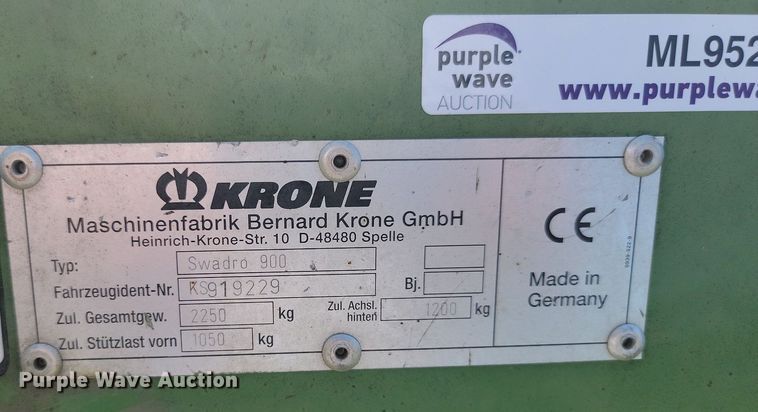 purple
wave
AUCTION
ML952
www.purplewa
KRONE
Maschinenfabrik Bernard Krone GmbH
Heinrich-Krone-Str. 10 D-48480 Spelle
Typ: Swadro 900
Fahrzeugident-Nr. KS919229 Bj.
Zul. Gesamtgew. 2250 kg Zul. Achsl. hinten 1200 kg
Zul. Stützlast vorn 1050 kg
CE
Made in
Germany
Purple Wave Auction